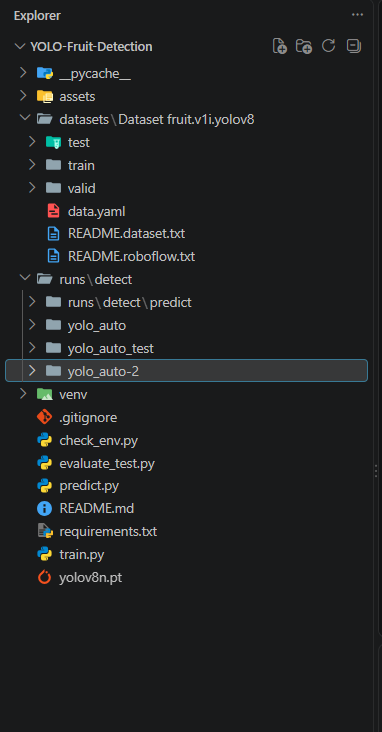 Explorer
YOLO-Fruit-Detection
__pycache__
assets
datasets\Dataset fruit.v1i.yolov8
test
train
valid
data.yaml
README.dataset.txt
README.roboflow.txt
runs\detect
runs\detect\predict
yolo_auto
yolo_auto_test
yolo_auto-2
venv
.gitignore
check_env.py
evaluate_test.py
predict.py
README.md
requirements.txt
train.py
yolov8n.pt